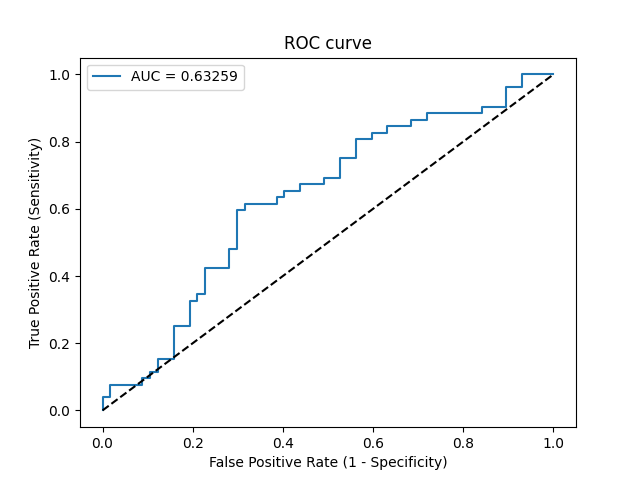 ROC curve
AUC = 0.63259
True Positive Rate (Sensitivity)
1.0
0.8
0.6
0.4
0.2
0.0
0.0 0.2 0.4 0.6 0.8 1.0
False Positive Rate (1 - Specificity)